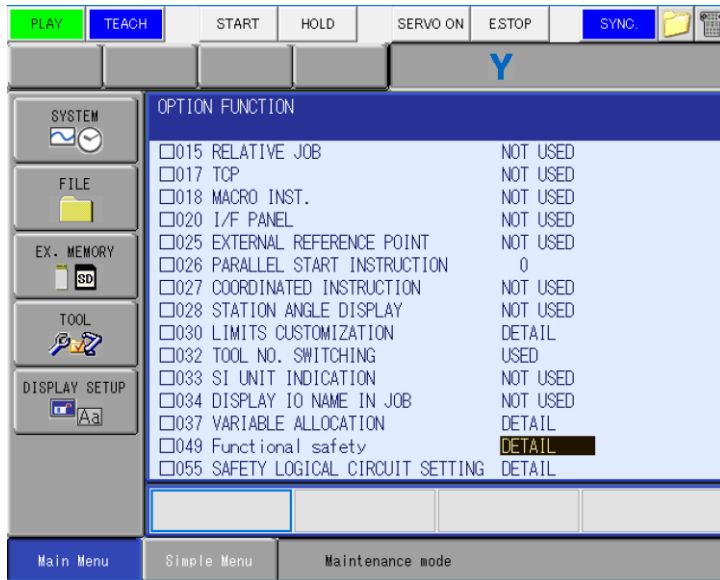 PLAY TEACH START HOLD SERVO ON E.STOP SYNC.
Y
SYSTEM
FILE
EX. MEMORY
SD
TOOL
DISPLAY SETUP
Aa
OPTION FUNCTION
□015 RELATIVE JOB NOT USED
□017 TCP NOT USED
□018 MACRO INST. NOT USED
□020 I/F PANEL NOT USED
□025 EXTERNAL REFERENCE POINT NOT USED
□026 PARALLEL START INSTRUCTION 0
□027 COORDINATED INSTRUCTION NOT USED
□028 STATION ANGLE DISPLAY NOT USED
□030 LIMITS CUSTOMIZATION DETAIL
□032 TOOL NO. SWITCHING USED
□033 SI UNIT INDICATION NOT USED
□034 DISPLAY IO NAME IN JOB NOT USED
□037 VARIABLE ALLOCATION DETAIL
□049 Functional safety DETAIL
□055 SAFETY LOGICAL CIRCUIT SETTING DETAIL
Main Menu Simple Menu Maintenance mode